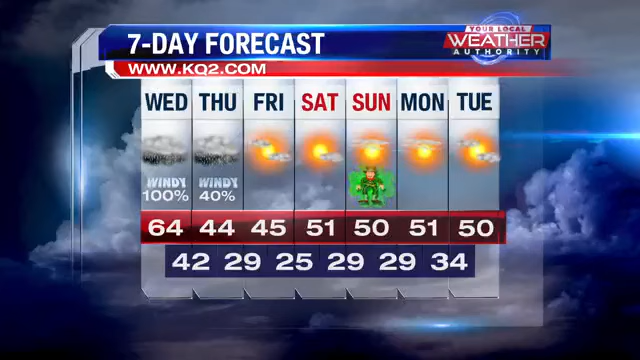 7-DAY FORECAST
WWW.KQ2.COM
YOUR LOCAL
WEATHER
AUTHORITY
WED THU FRI SAT SUN MON TUE
WINDY WINDY
100% 40%
64 44 45 51 50 51 50
42 29 25 29 29 34